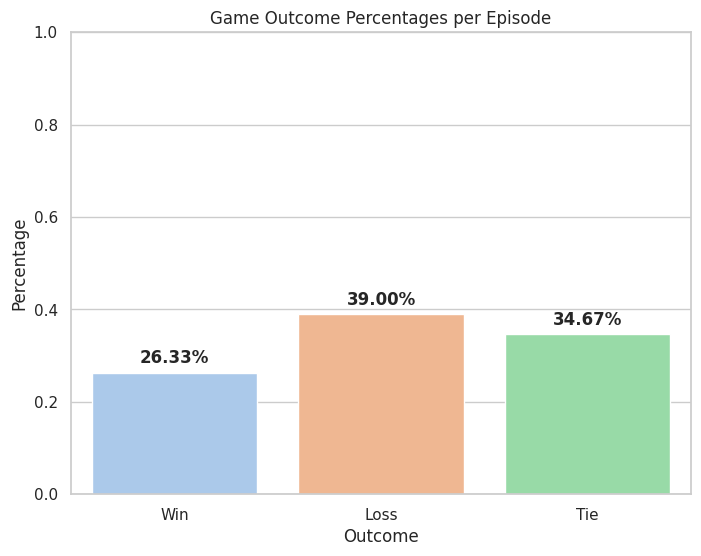 Game Outcome Percentages per Episode
1.0
0.8
0.6
0.4
0.2
0.0
Percentage
26.33%
39.00%
34.67%
Win
Loss
Tie
Outcome